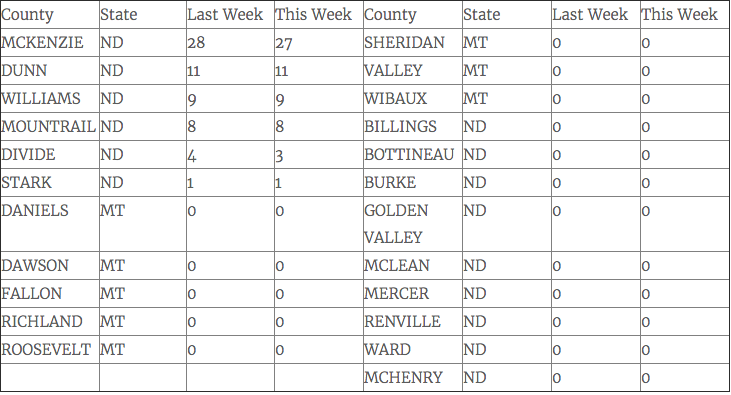 County State Last Week This Week County State Last Week This Week
MCKENZIE ND 28 27 SHERIDAN MT 0 0
DUNN ND 11 11 VALLEY MT 0 0
WILLIAMS ND 9 9 WIBAUX MT 0 0
MOUNTRAIL ND 8 8 BILLINGS ND 0 0
DIVIDE ND 4 3 BOTTINEAU ND 0 0
STARK ND 1 1 BURKE ND 0 0
DANIELS MT 0 0 GOLDEN ND 0 0
VALLEY
DAWSON MT 0 0 MCLEAN ND 0 0
FALLON MT 0 0 MERCER ND 0 0
RICHLAND MT 0 0 RENVILLE ND 0 0
ROOSEVELT MT 0 0 WARD ND 0 0
MCHENRY ND 0 0